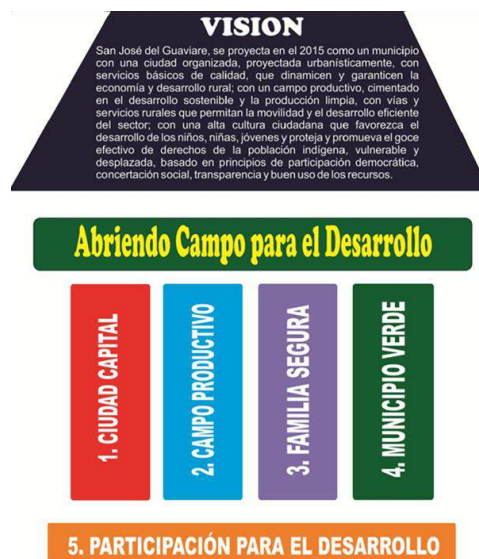 VISION
San José del Guaviare, se proyecta en el 2015 como un municipio
con una ciudad organizada, proyectada urbanísticamente, con
servicios básicos de calidad, que dinamicen y garanticen la
economía y desarrollo rural; con un campo productivo, cimentado
en el desarrollo sostenible y la producción limpia, con vías y
servicios rurales que permitan la movilidad y el desarrollo eficiente
del sector; con una alta cultura ciudadana que favorezca el
desarrollo de los niños, niñas, jóvenes y proteja y promueva el goce
efectivo de derechos de la población indígena, vulnerable y
desplazada, basado en principios de participación democrática,
concertación social, transparencia y buen uso de los recursos.
Abriendo Campo para el Desarrollo
1. CIUDAD CAPITAL
2. CAMPO PRODUCTIVO
3. FAMILIA SEGURA
4. MUNICIPIO VERDE
5. PARTICIPACIÓN PARA EL DESARROLLO